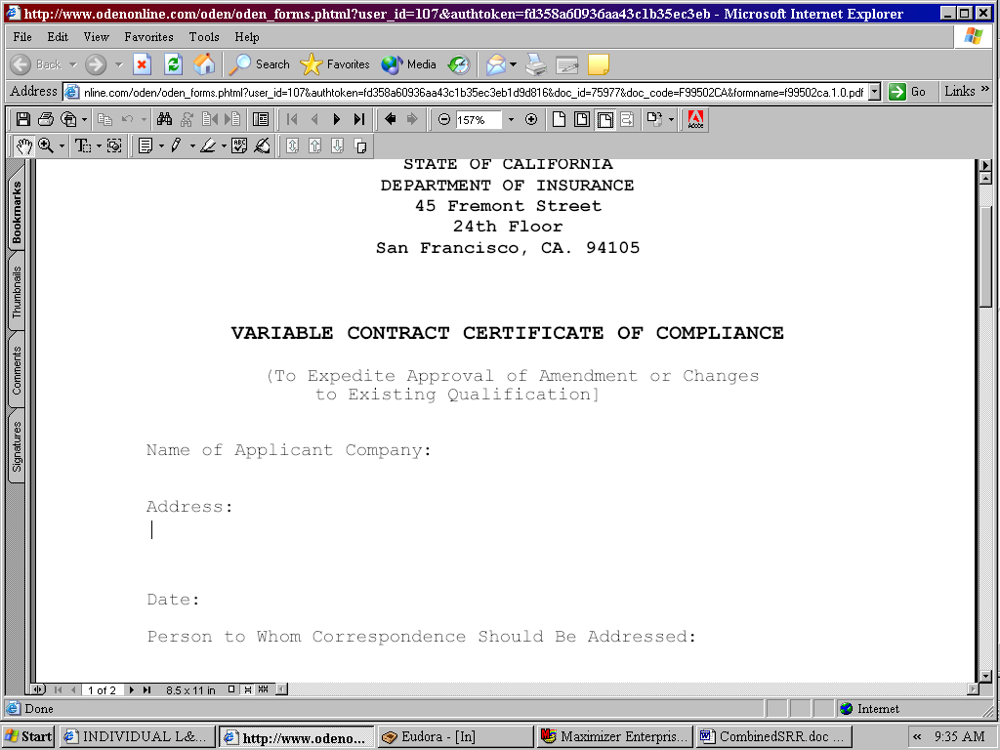 http://www.odenonline.com/oden/oden_forms.phtml?user_id=107&authtoken=fd358a60936aa43c1b35ec3eb - Microsoft Internet Explorer
File Edit View Favorites Tools Help
Back Search Favorites Media
Address nline.com/oden/oden_forms.phtml?user_id=107&authtoken=fd358a60936aa43c1b35ec3eb1d9d816&doc_id=75977&doc_code=F99502CA&formname=f99502ca.1.0.pdf Go Links »
157% Adobe
Bookmarks
Thumbnails
Comments
Signatures
STATE OF CALIFORNIA
DEPARTMENT OF INSURANCE
45 Fremont Street
24th Floor
San Francisco, CA. 94105
VARIABLE CONTRACT CERTIFICATE OF COMPLIANCE
(To Expedite Approval of Amendment or Changes
to Existing Qualification]
Name of Applicant Company:
Address:
Date:
Person to Whom Correspondence Should Be Addressed:
1 of 2 8.5 x 11 in
Done Internet
Start INDIVIDUAL L&... http://www.odeno... Eudora - [In] Maximizer Enterpris... CombinedSRR.doc ... « 9:35 AM